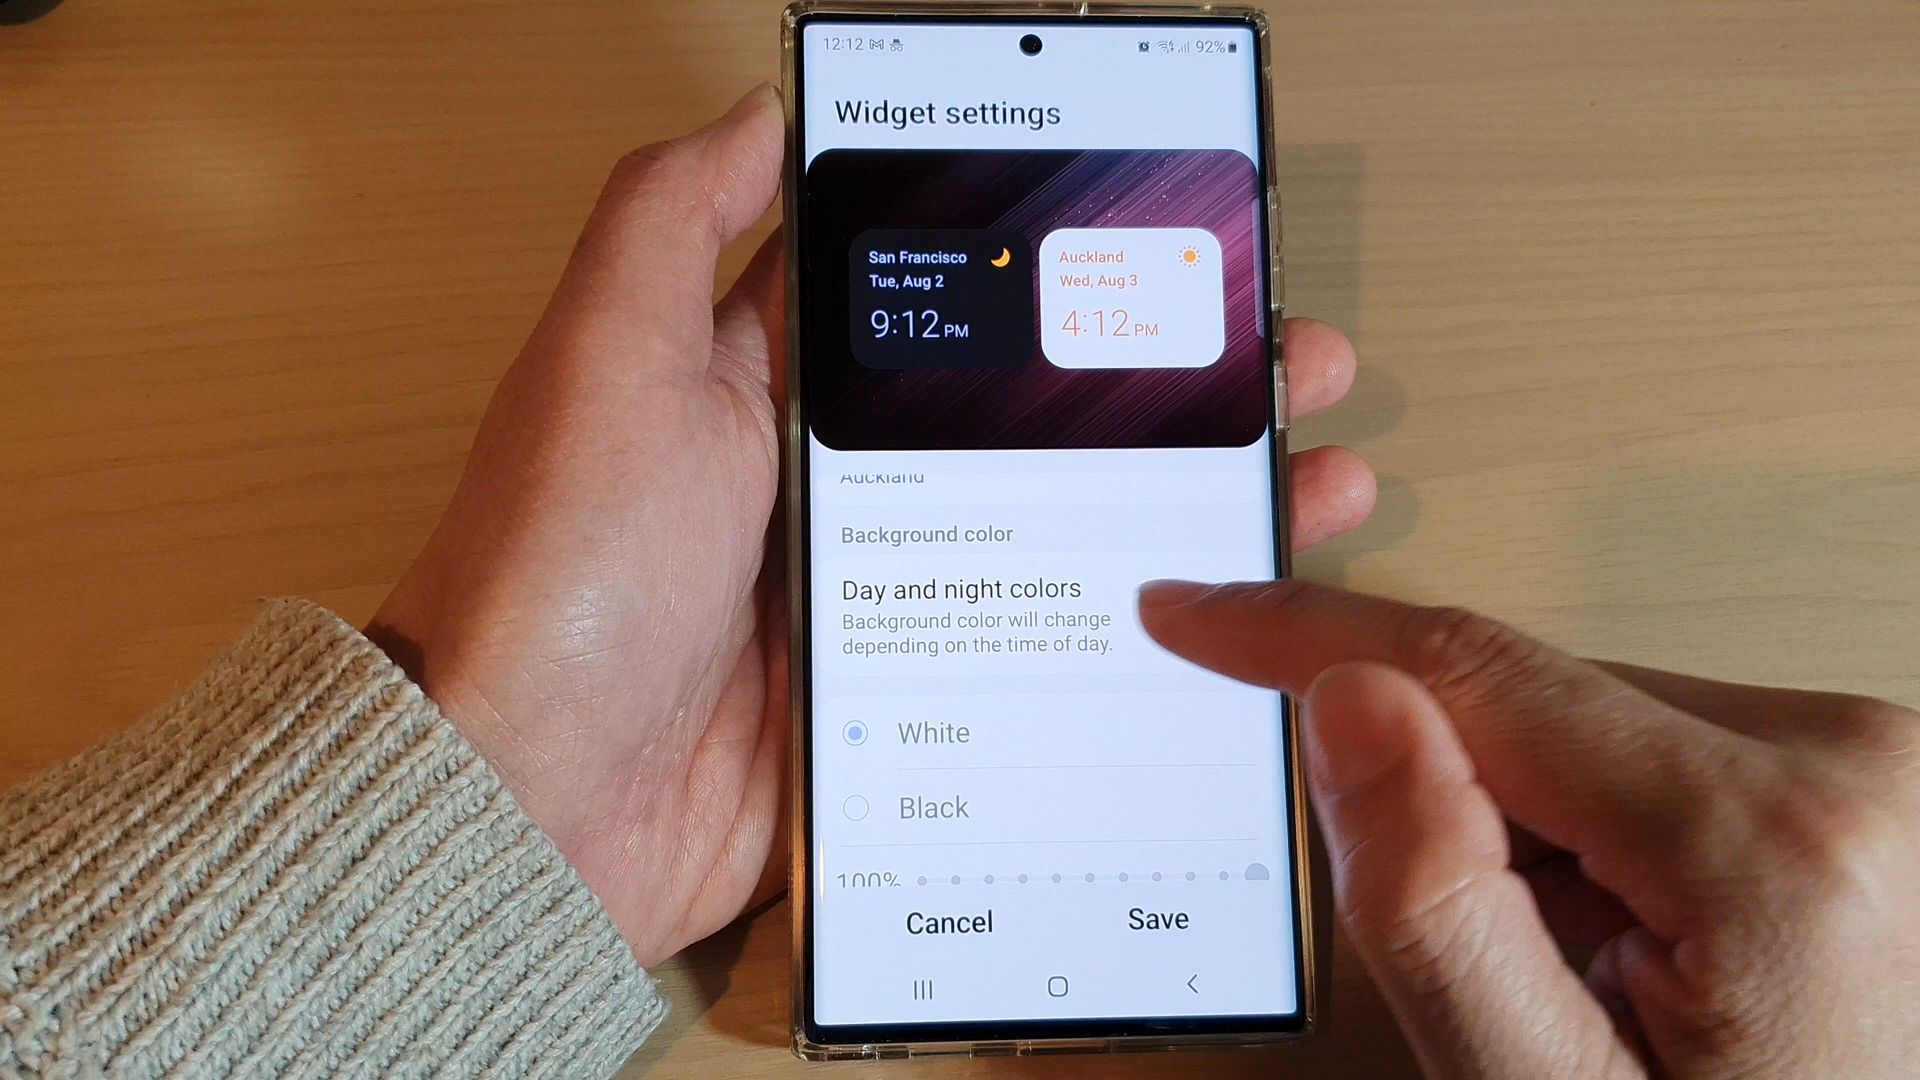 12:12 92%
Widget settings
San Francisco
Tue, Aug 2
9:12 PM
Auckland
Wed, Aug 3
4:12 PM
Auckland
Background color
Day and night colors
Background color will change
depending on the time of day.
White
Black
100%
Cancel Save